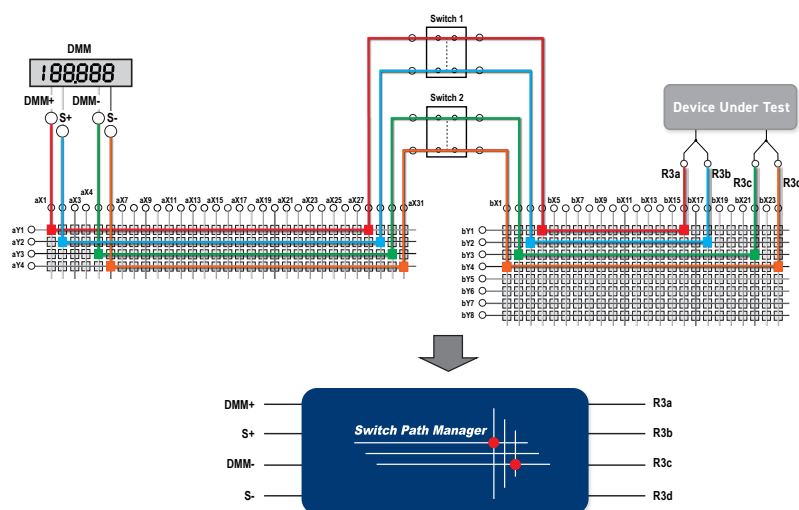 Switch 1
DMM
188.888
DMM+
DMM-
S+
S-
Switch 2
Device Under Test
R3a
R3b
R3c
R3d
aX1
aX3
aX4
aX7
aX9
aX11
aX13
aX15
aX17
aX19
aX21
aX23
aX25
aX27
aX31
bX1
bX5
bX7
bX9
bX11
bX13
bX15
bX17
bX19
bX21
bX23
aY1
aY2
aY3
aY4
bY1
bY2
bY3
bY4
bY5
bY6
bY7
bY8
DMM+
S+
DMM-
S-
Switch Path Manager
R3a
R3b
R3c
R3d